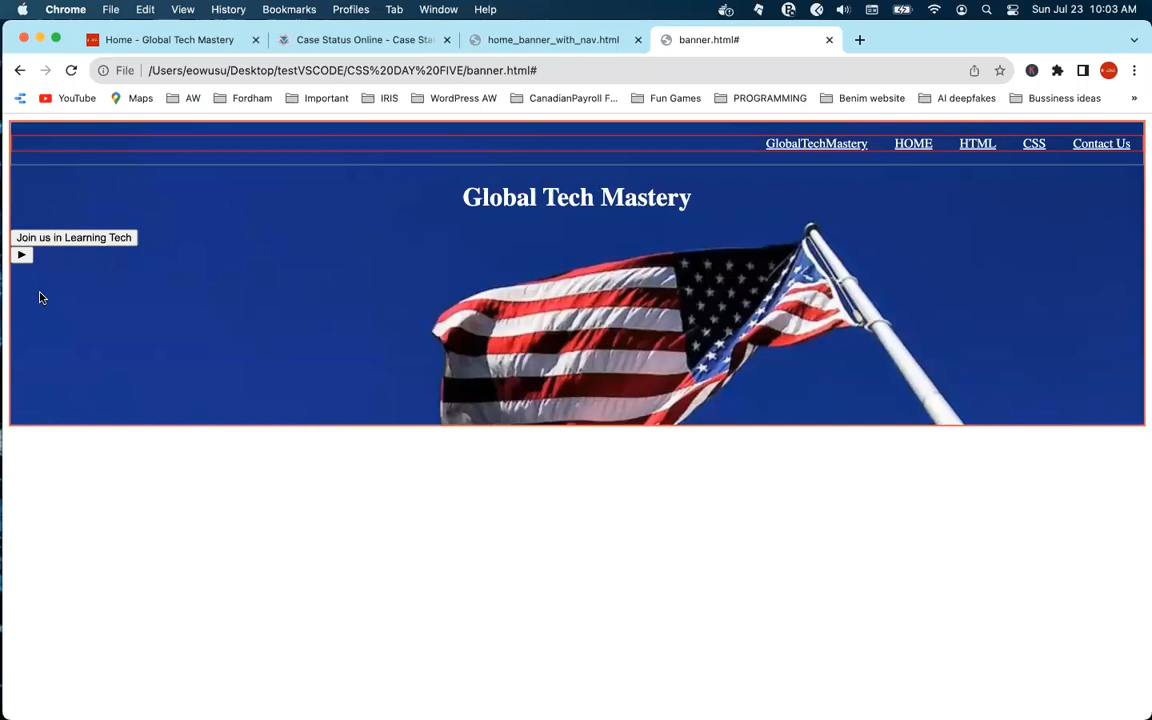 Chrome File Edit View History Bookmarks Profiles Tab Window Help Sun Jul 23 10:03 AM
Home - Global Tech Mastery Case Status Online - Case Sta home_banner_with_nav.html banner.html#
File /Users/eowusu/Desktop/testVSCODE/CSS%20DAY%20FIVE/banner.html#
YouTube Maps AW Fordham Important IRIS WordPress AW CanadianPayroll F... Fun Games PROGRAMMING Benim website AI deepfakes Bussiness ideas »
GlobalTechMastery HOME HTML CSS Contact Us
Global Tech Mastery
Join us in Learning Tech